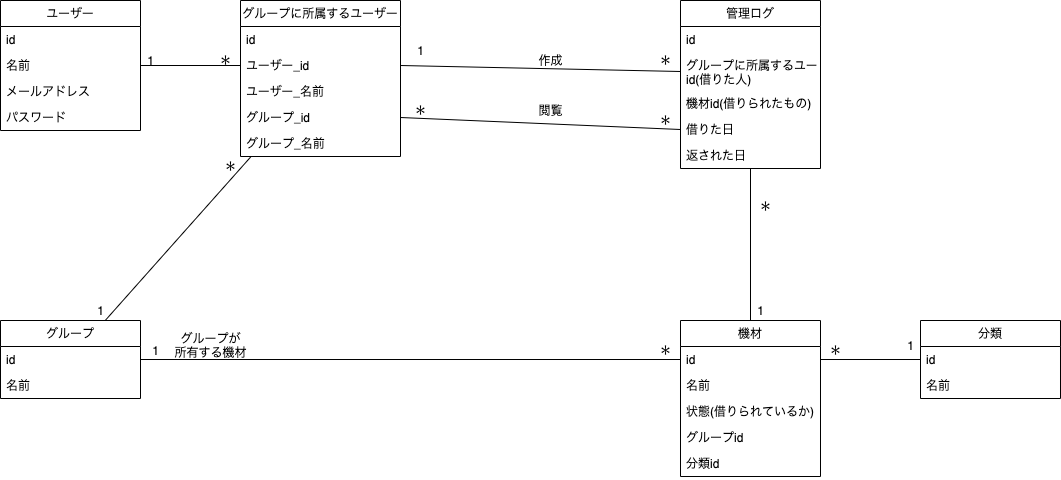 ユーザー
id
名前
メールアドレス
パスワード
1
*
グループに所属するユーザー
id
ユーザー_id
ユーザー_名前
グループ_id
グループ_名前
1
作成
*
*
閲覧
*
管理ログ
id
グループに所属するユー
id(借りた人)
機材id(借りられたもの)
借りた日
返された日
*
1
*
1
グループ
id
名前
1
グループが
所有する機材
*
機材
id
名前
状態(借りられているか)
グループid
分類id
*
1
分類
id
名前